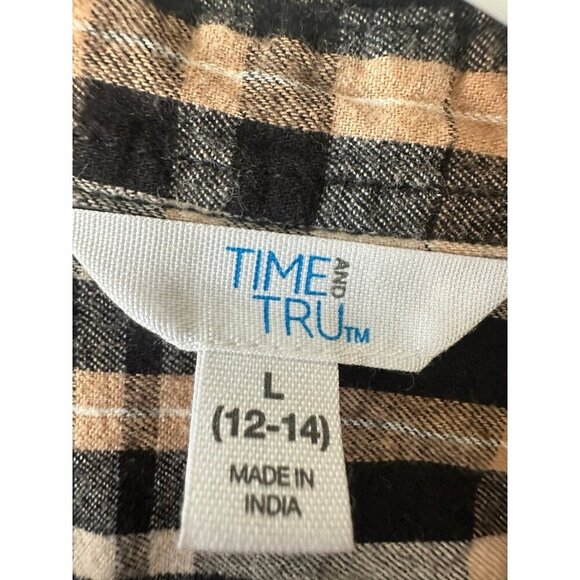 TIME AND
TRU™
L
(12-14)
MADE IN
INDIA